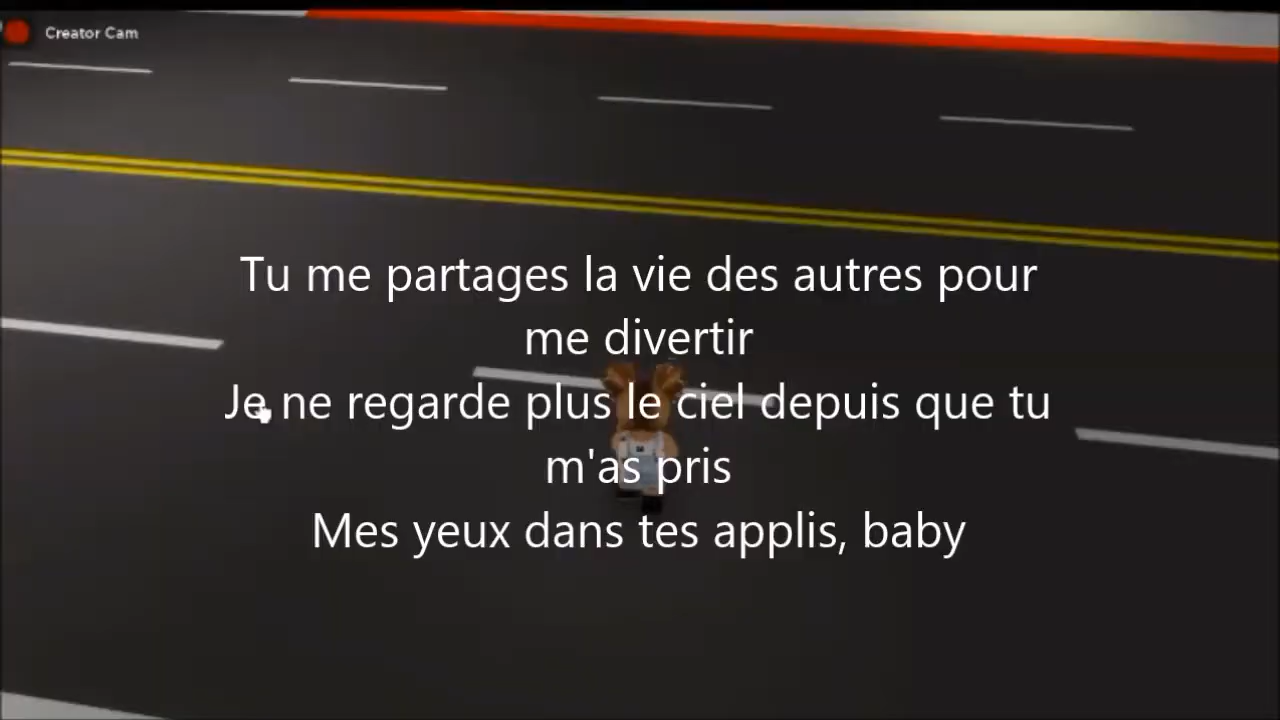 Creator Cam
Tu me partages la vie des autres pour
me divertir
Je ne regarde plus le ciel depuis que tu
m'as pris
Mes yeux dans tes applis, baby